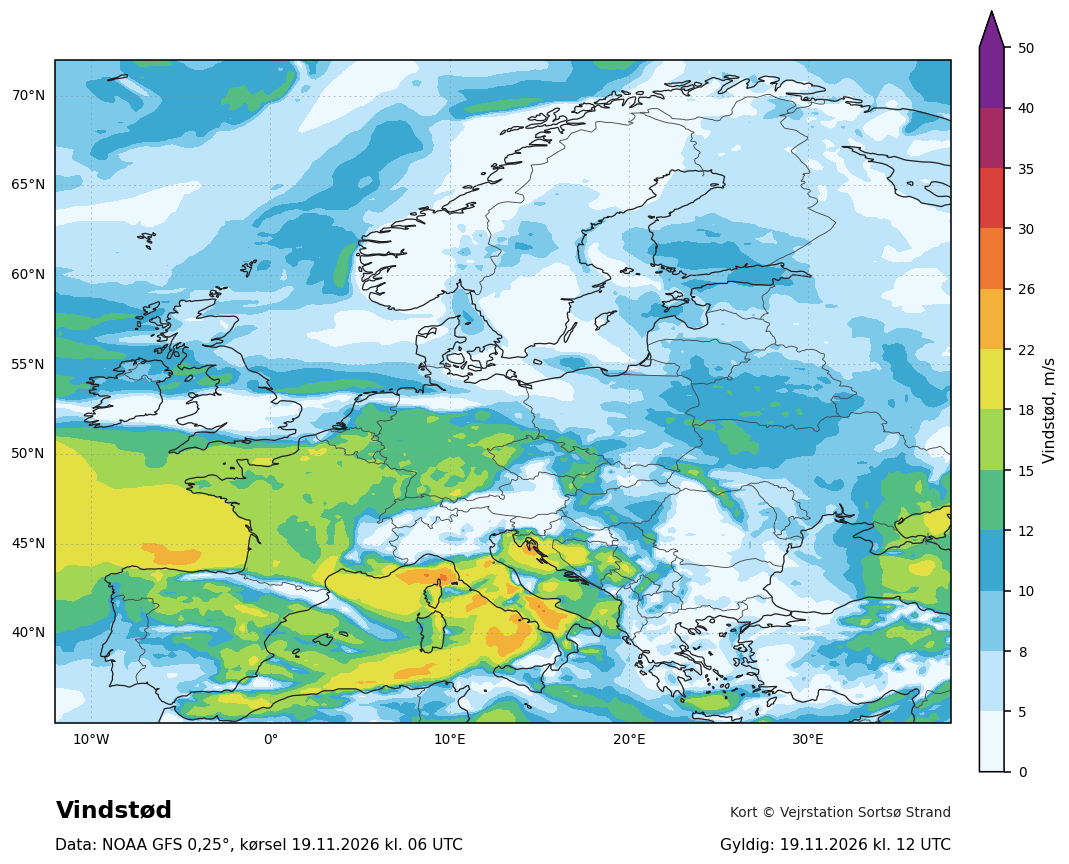 50
40
35
30
26
22
18
15
12
10
8
5
0
Vindstød, m/s
70°N
65°N
60°N
55°N
50°N
45°N
40°N
10°W
0°
10°E
20°E
30°E
Vindstød
Kort © Vejrstation Sortsø Strand
Data: NOAA GFS 0,25°, kørsel 19.11.2026 kl. 06 UTC
Gyldig: 19.11.2026 kl. 12 UTC